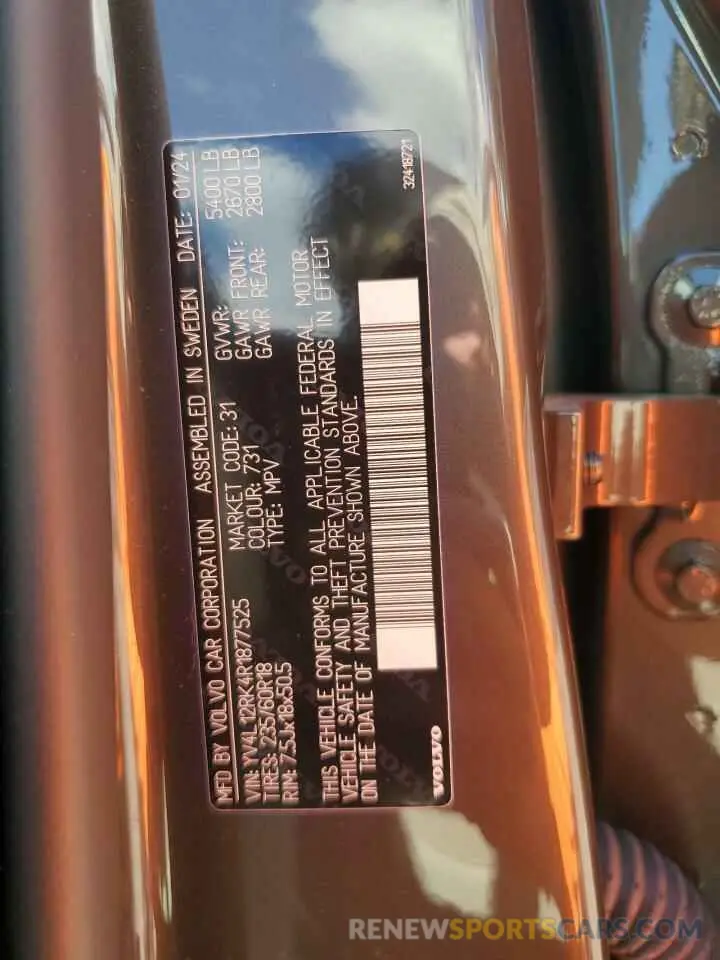 MFD BY VOLVO CAR CORPORATION ASSEMBLED IN SWEDEN DATE: 01/24
VIN: YV4L12RK4R1877525 MARKET CODE: 31 GVWR: 5400 LB
TIRES: 235/60R18 COLOUR: 731 GAWR FRONT: 2670 LB
RIM: 7.5Jx18x50.5 TYPE: MPV GAWR REAR: 2800 LB
THIS VEHICLE CONFORMS TO ALL APPLICABLE FEDERAL MOTOR
VEHICLE SAFETY AND THEFT PREVENTION STANDARDS IN EFFECT
ON THE DATE OF MANUFACTURE SHOWN ABOVE.
VOLVO
32418721
RENEWSPORTSCARS.COM